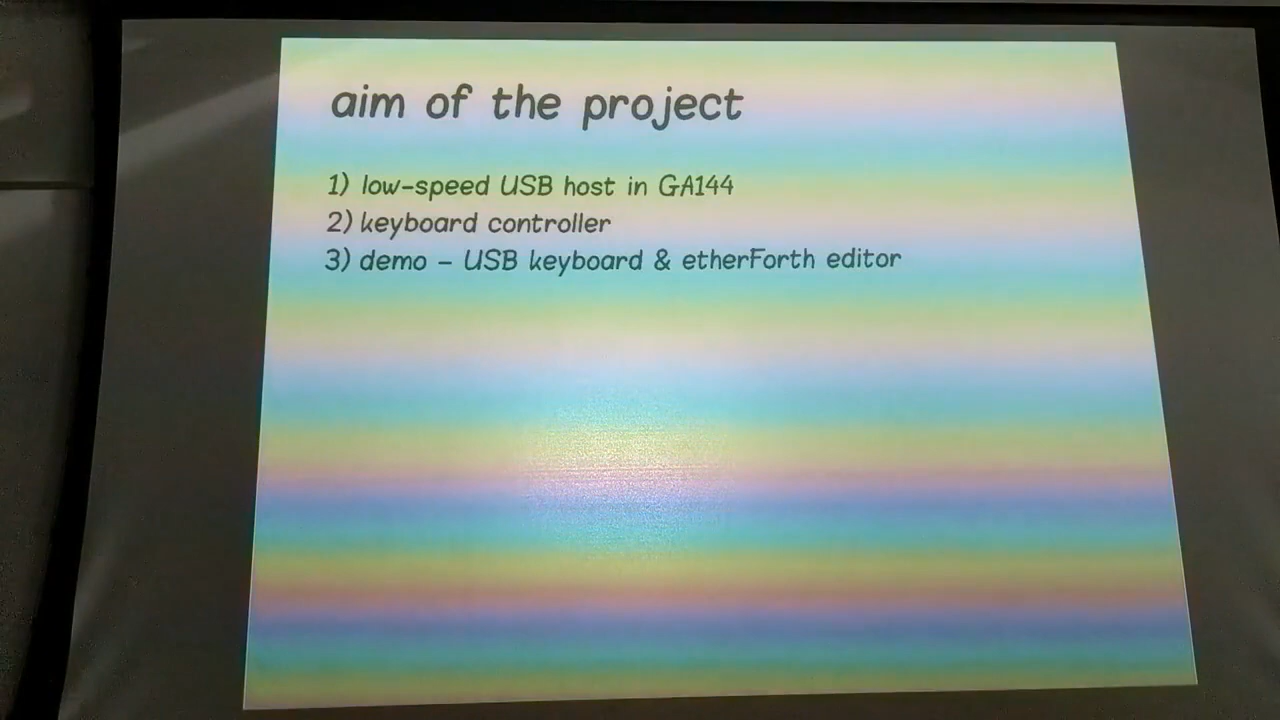 aim of the project
1) low-speed USB host in GA144
2) keyboard controller
3) demo – USB keyboard & etherForth editor